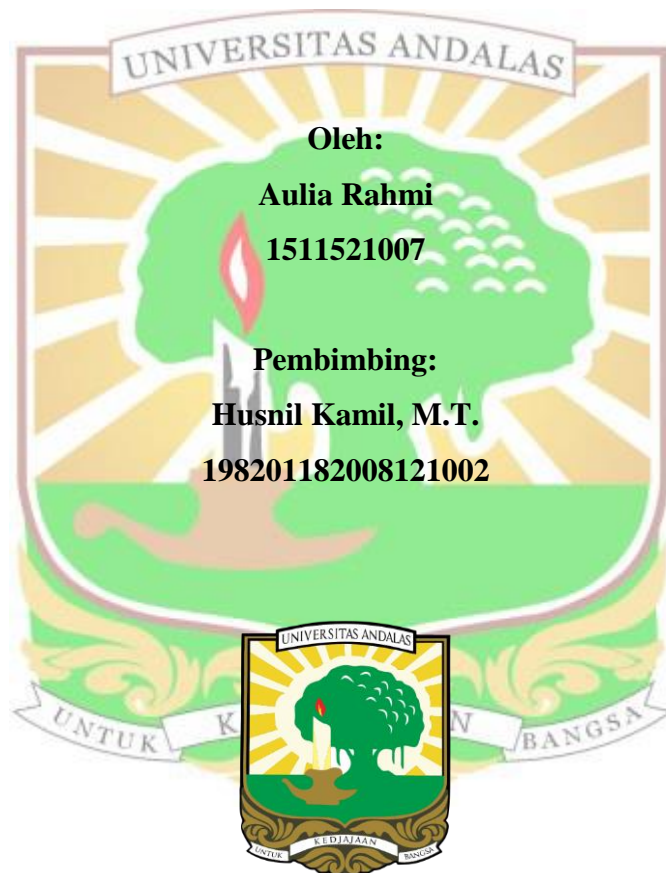 UNIVERSITAS ANDALAS
Oleh:
Aulia Rahmi
1511521007
Pembimbing:
Husnil Kamil, M.T.
198201182008121002
UNIVERSITAS ANDALAS
UNTUK K N BANGSA
UNTUK KEDJAJAAN BANGSA